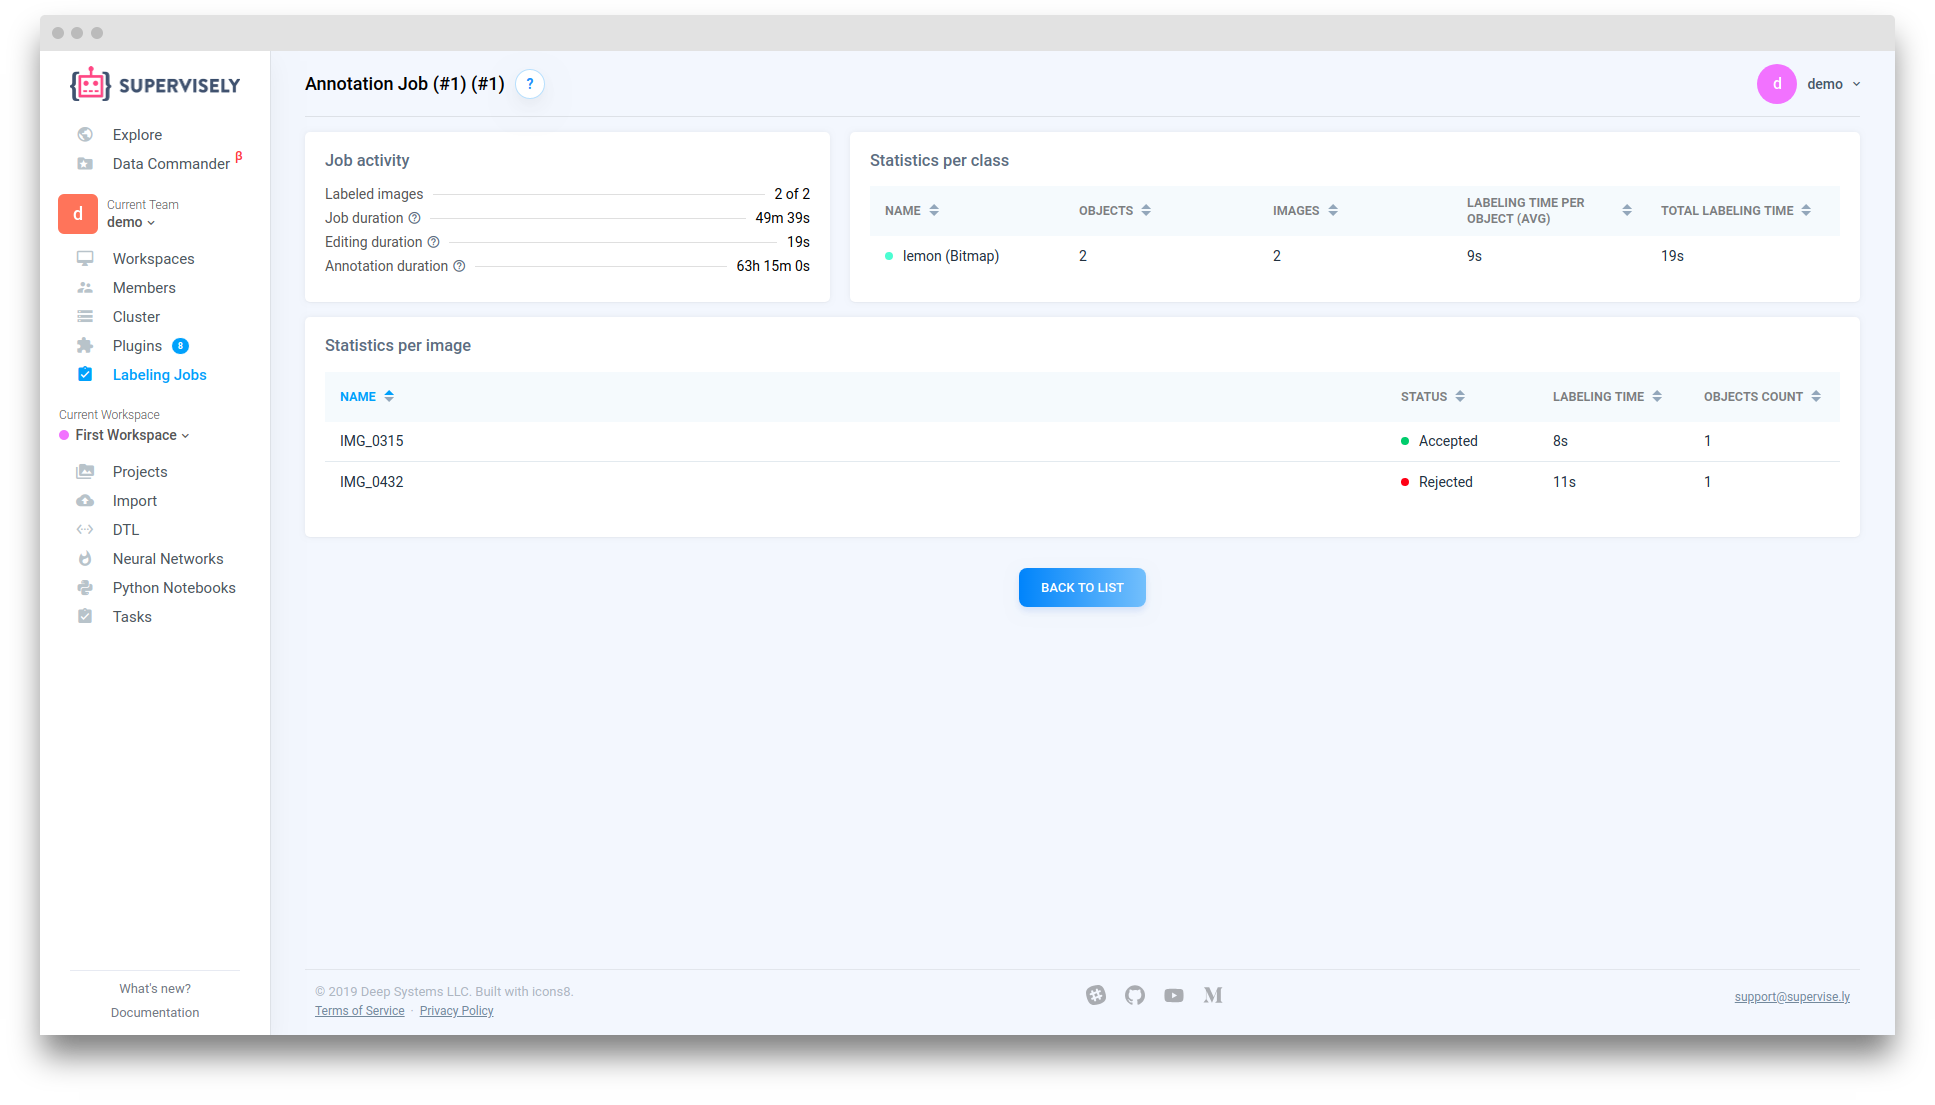 SUPERVISELY
Annotation Job (#1) (#1) ?
d demo
Explore
Data Commander β
d
Current Team
demo
Workspaces
Members
Cluster
Plugins 8
Labeling Jobs
Current Workspace
First Workspace
Projects
Import
DTL
Neural Networks
Python Notebooks
Tasks
What's new?
Documentation
Job activity
Labeled images 2 of 2
Job duration ? 49m 39s
Editing duration ? 19s
Annotation duration ? 63h 15m 0s
Statistics per class
NAME OBJECTS IMAGES LABELING TIME PER OBJECT (AVG) TOTAL LABELING TIME
lemon (Bitmap) 2 2 9s 19s
Statistics per image
NAME STATUS LABELING TIME OBJECTS COUNT
IMG_0315 Accepted 8s 1
IMG_0432 Rejected 11s 1
BACK TO LIST
© 2019 Deep Systems LLC. Built with icons8.
Terms of Service · Privacy Policy
support@supervise.ly